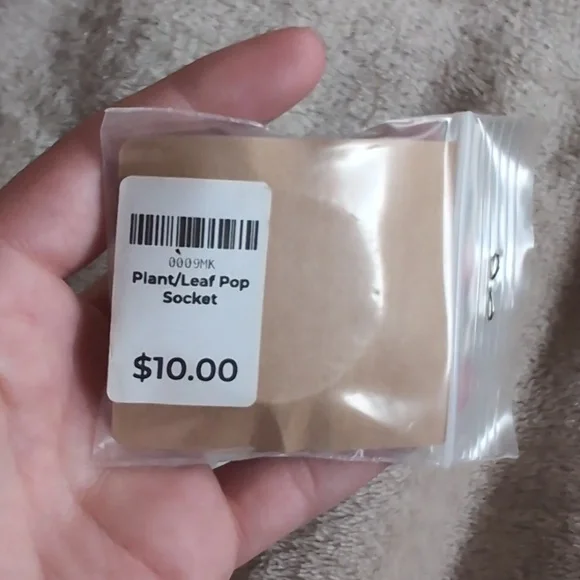 0009MK
Plant/Leaf Pop
Socket
$10.00